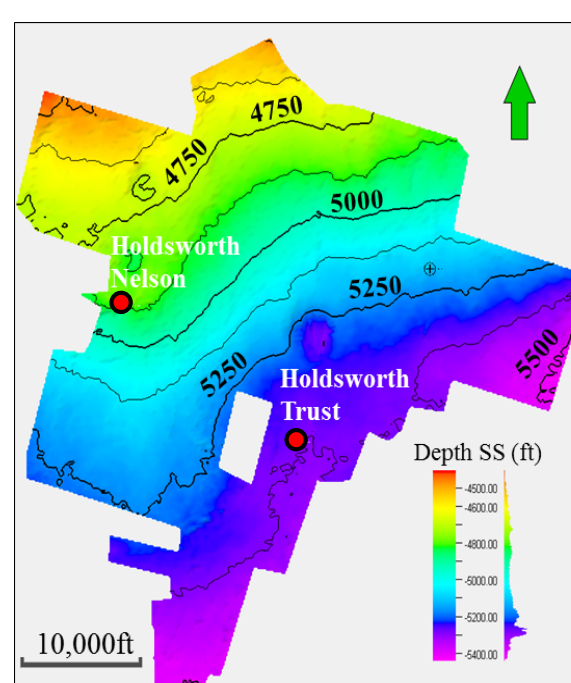 4750
4750
5000
Holdsworth
Nelson
5250
5250
5500
Holdsworth
Trust
Depth SS (ft)
-4500.00
-4600.00
-4800.00
-5000.00
-5200.00
-5400.00
10,000ft